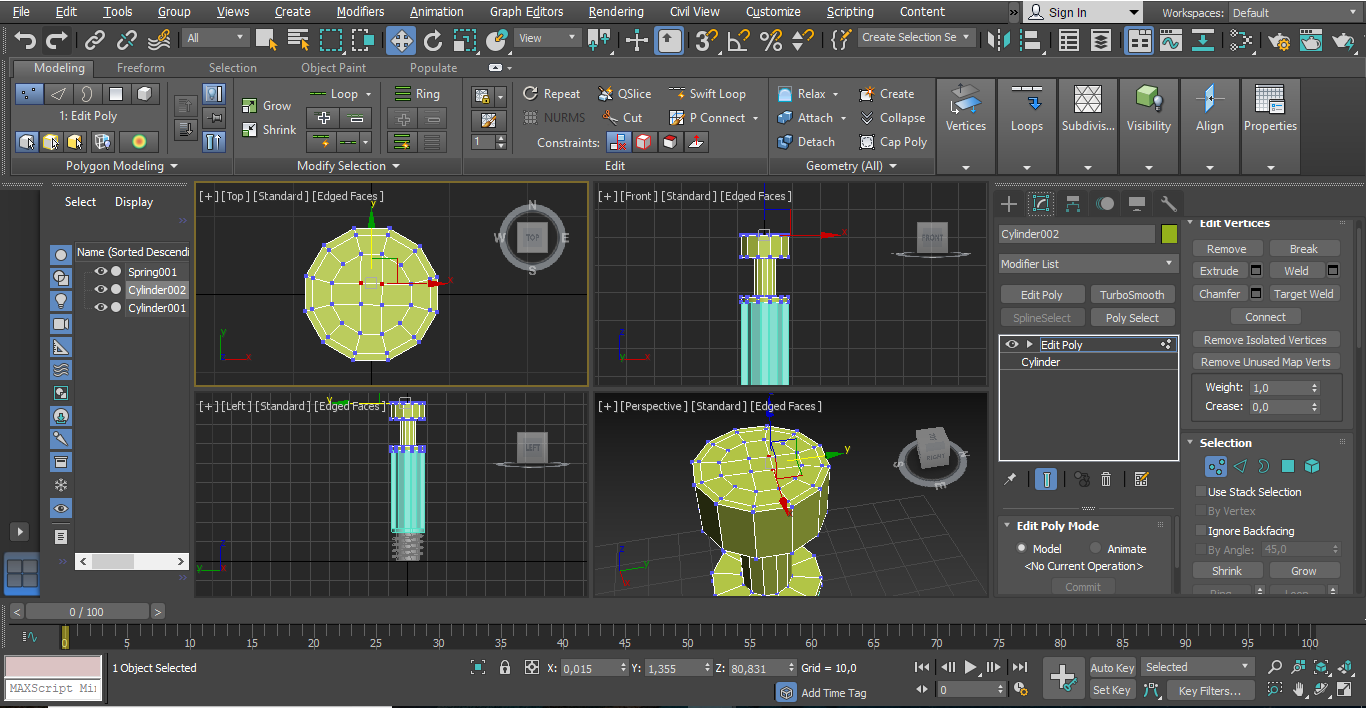 File Edit Tools Group Views Create Modifiers Animation Graph Editors Rendering Civil View Customize Scripting Content » Sign In Workspaces: Default
All View Create Selection Se
Modeling Freeform Selection Object Paint Populate
1: Edit Poly
Polygon Modeling
Grow
Shrink
Loop Ring
Modify Selection
1
Repeat QSlice Swift Loop
NURMS Cut P Connect
Constraints:
Edit
Relax Create
Attach Collapse
Detach Cap Poly
Geometry (All)
Vertices Loops Subdivis... Visibility Align Properties
Select Display
Name (Sorted Descendi
Spring001
Cylinder002
Cylinder001
[+] [Top] [Standard] [Edged Faces]
N
W TOP E
S
y
x
y
x
[+] [Front] [Standard] [Edged Faces]
FRONT
x
z
y x
[+] [Left] [Standard] [Edged Faces]
y
LEFT
z
y
[+] [Perspective] [Standard] [Edged Faces]
y
RIGHT
S E
z
y
Cylinder002
Modifier List
Edit Poly TurboSmooth
SplineSelect Poly Select
Edit Poly
Cylinder
Edit Poly Mode
Model Animate
<No Current Operation>
Commit
Edit Vertices
Remove Break
Extrude Weld
Chamfer Target Weld
Connect
Remove Isolated Vertices
Remove Unused Map Verts
Weight: 1,0
Crease: 0,0
Selection
Use Stack Selection
By Vertex
Ignore Backfacing
By Angle: 45,0
Shrink Grow
Ring Loop
< 0 / 100 >
0 5 10 15 20 25 30 35 40 45 50 55 60 65 70 75 80 85 90 95 100
MAXScript Mi
1 Object Selected
X: 0,015 Y: 1,355 Z: 80,831 Grid = 10,0
Add Time Tag
0
Auto Key Selected
Set Key Key Filters...